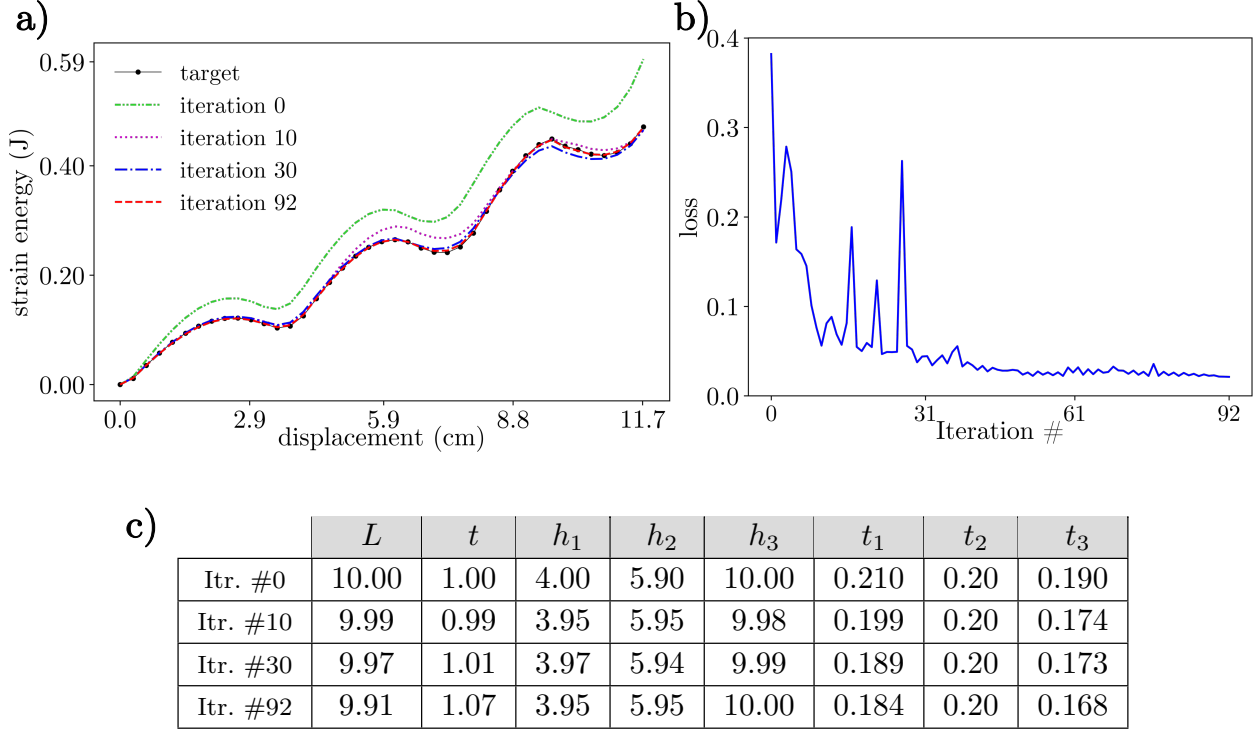 a)
0.59
0.40
0.20
0.00
strain energy (J)
target
iteration 0
iteration 10
iteration 30
iteration 92
0.0 2.9 5.9 8.8 11.7
displacement (cm)
b)
0.4
0.3
0.2
0.1
0.0
loss
0 31 61 92
Iteration #
c)
L t h₁ h₂ h₃ t₁ t₂ t₃
Itr. #0 10.00 1.00 4.00 5.90 10.00 0.210 0.20 0.190
Itr. #10 9.99 0.99 3.95 5.95 9.98 0.199 0.20 0.174
Itr. #30 9.97 1.01 3.97 5.94 9.99 0.189 0.20 0.173
Itr. #92 9.91 1.07 3.95 5.95 10.00 0.184 0.20 0.168